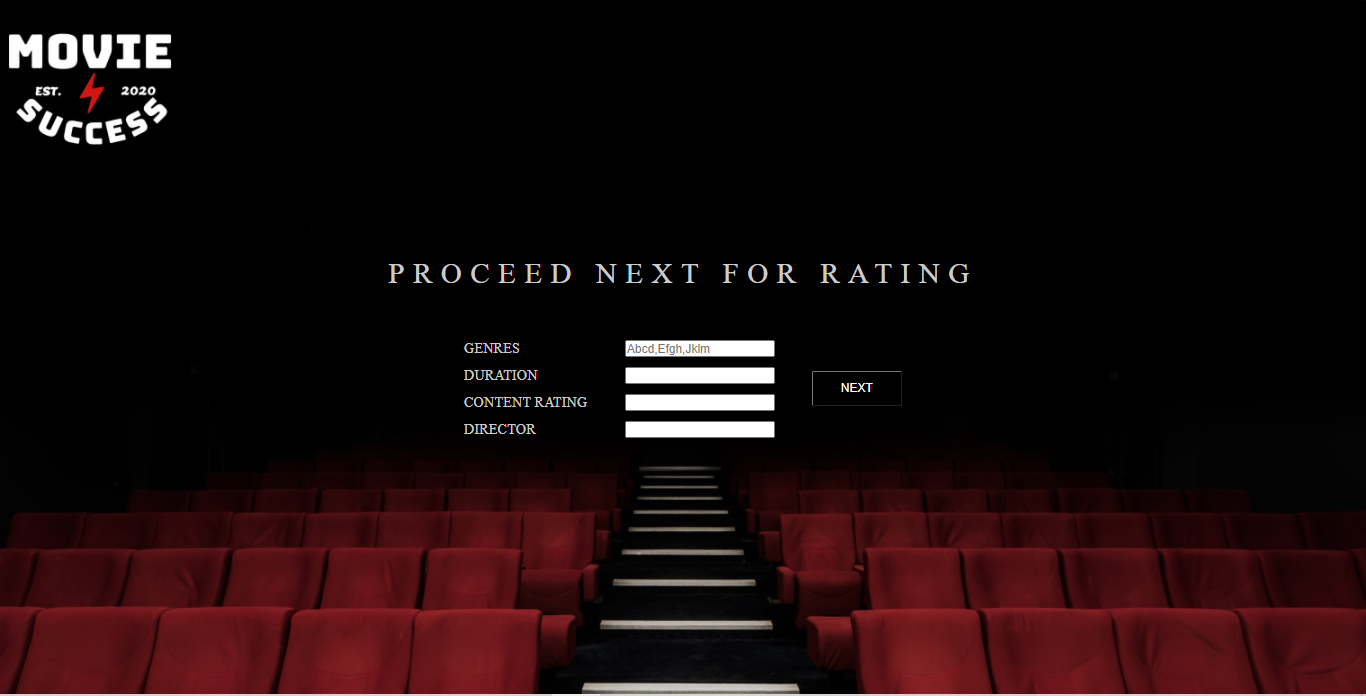 MOVIE
EST. 2020
SUCCESS
PROCEED NEXT FOR RATING
GENRES Abcd,Efgh,Jklm
DURATION
CONTENT RATING
DIRECTOR
NEXT